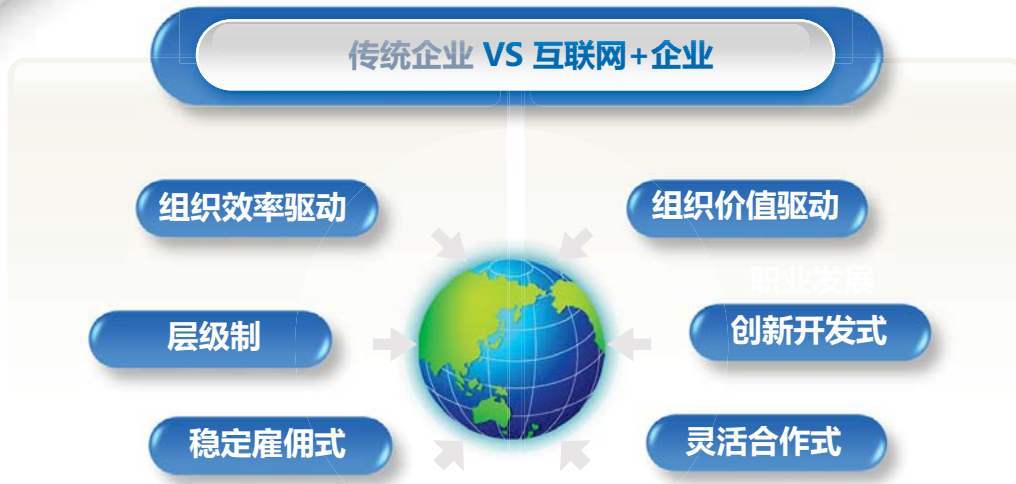 传统企业 VS 互联网+企业
组织效率驱动
组织价值驱动
职业发展
层级制
创新开发式
稳定雇佣式
灵活合作式